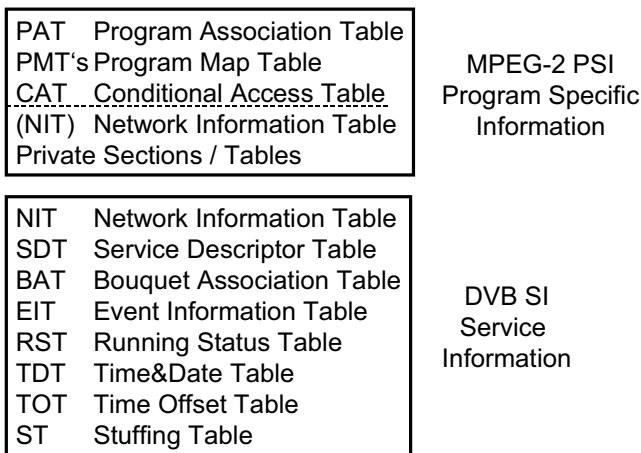 PAT Program Association Table
PMT‘s Program Map Table
CAT Conditional Access Table
(NIT) Network Information Table
Private Sections / Tables
MPEG-2 PSI
Program Specific
Information
NIT Network Information Table
SDT Service Descriptor Table
BAT Bouquet Association Table
EIT Event Information Table
RST Running Status Table
TDT Time&Date Table
TOT Time Offset Table
ST Stuffing Table
DVB SI
Service
Information